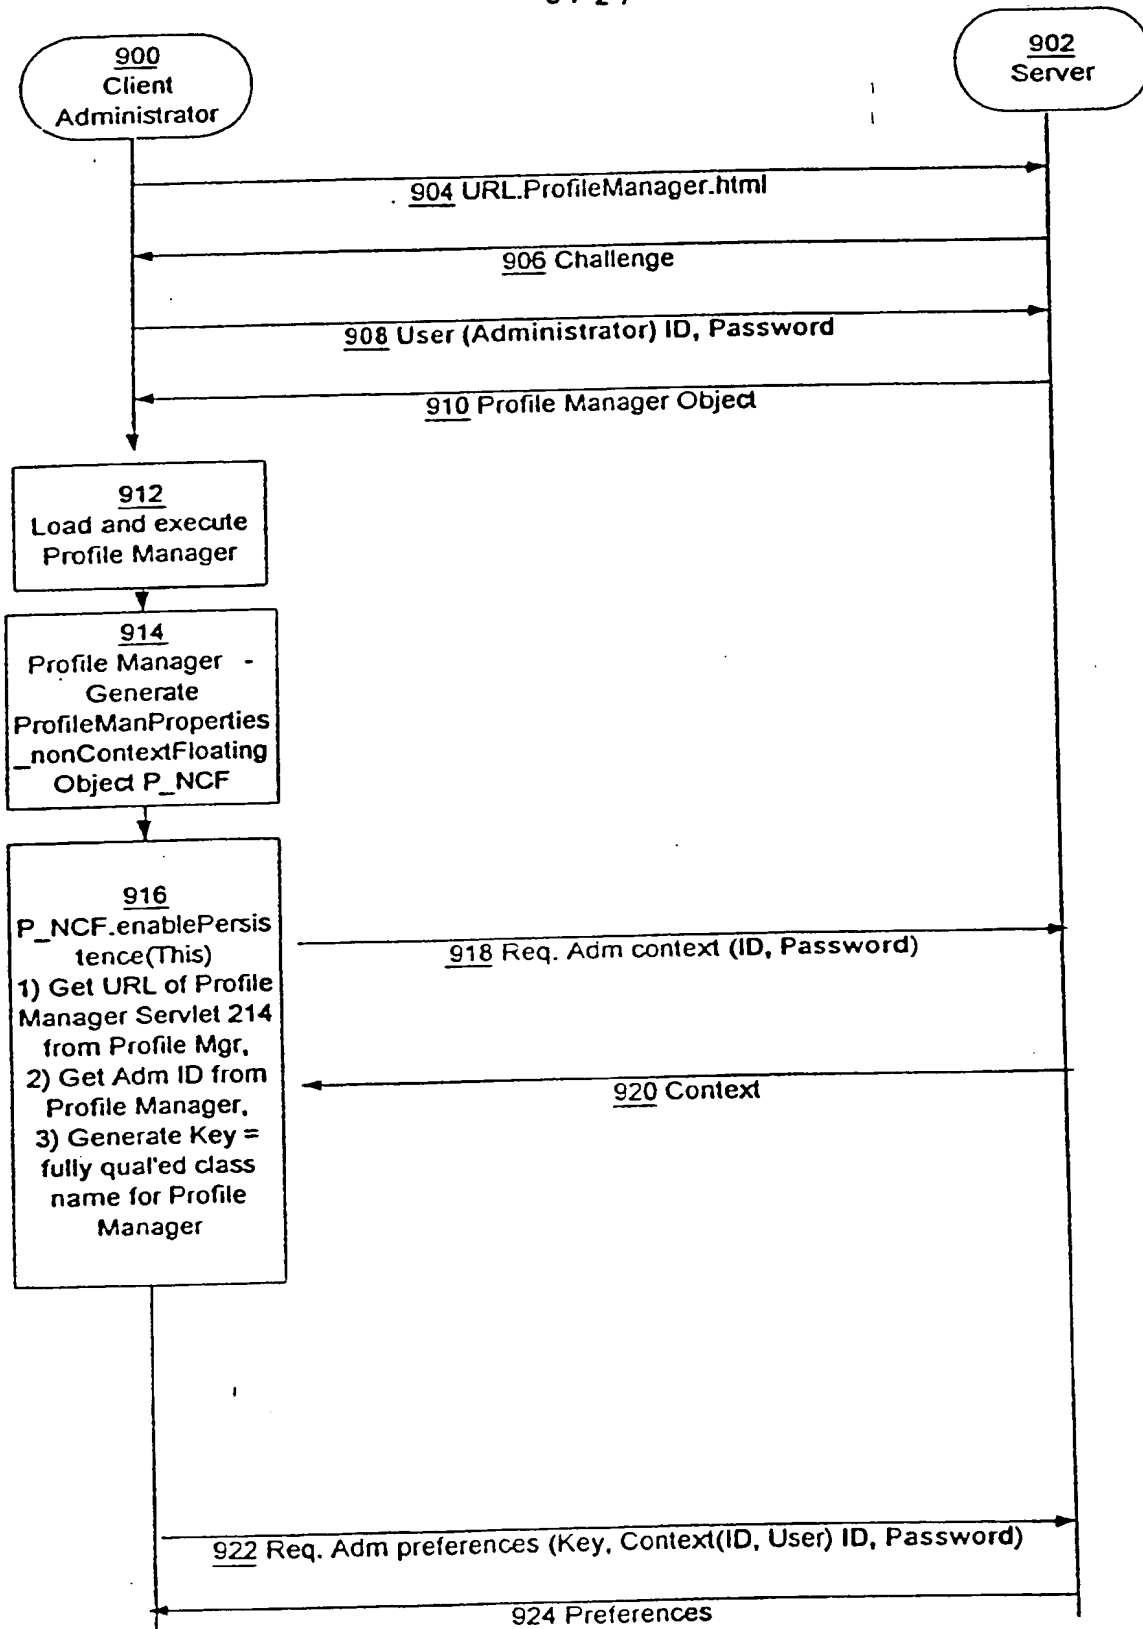 900
Client
Administrator
902
Server
904 URL.ProfileManager.html
906 Challenge
908 User (Administrator) ID, Password
910 Profile Manager Object
912
Load and execute
Profile Manager
914
Profile Manager -
Generate
ProfileManProperties
_nonContextFloating
Object P_NCF
916
P_NCF.enablePersis
tence(This)
1) Get URL of Profile
Manager Servlet 214
from Profile Mgr,
2) Get Adm ID from
Profile Manager,
3) Generate Key =
fully qual'ed class
name for Profile
Manager
918 Req. Adm context (ID, Password)
920 Context
922 Req. Adm preferences (Key, Context(ID, User) ID, Password)
924 Preferences